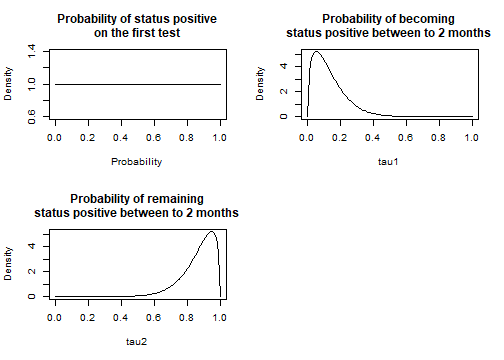 Probability of status positive
on the first test
Density
0.6 1.0 1.4
0.0 0.2 0.4 0.6 0.8 1.0
Probability
Probability of becoming
status positive between to 2 months
Density
0 2 4
0.0 0.2 0.4 0.6 0.8 1.0
tau1
Probability of remaining
status positive between to 2 months
Density
0 2 4
0.0 0.2 0.4 0.6 0.8 1.0
tau2